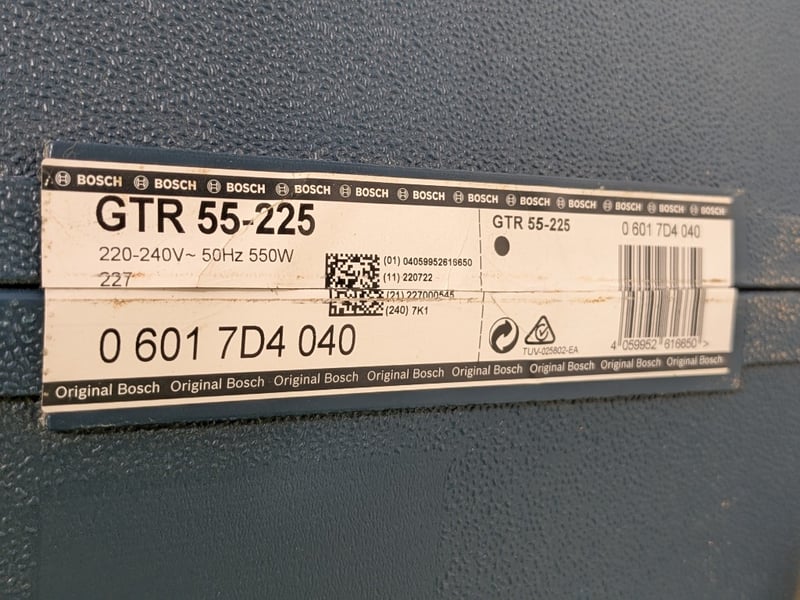 BOSCH BOSCH BOSCH BOSCH BOSCH BOSCH BOSCH BOSCH BOSCH BOSCH BOSCH BOSCH BOSCH
GTR 55-225
220-240V~ 50Hz 550W
227
(01) 04059952616650
(11) 220722
(21) 227000545
(240) 7K1
0 601 7D4 040
GTR 55-225
0 601 7D4 040
TUV-025802-EA
4 059952 616650 >
Original Bosch Original Bosch Original Bosch Original Bosch Original Bosch Original Bosch Original Bosch Original Bosch